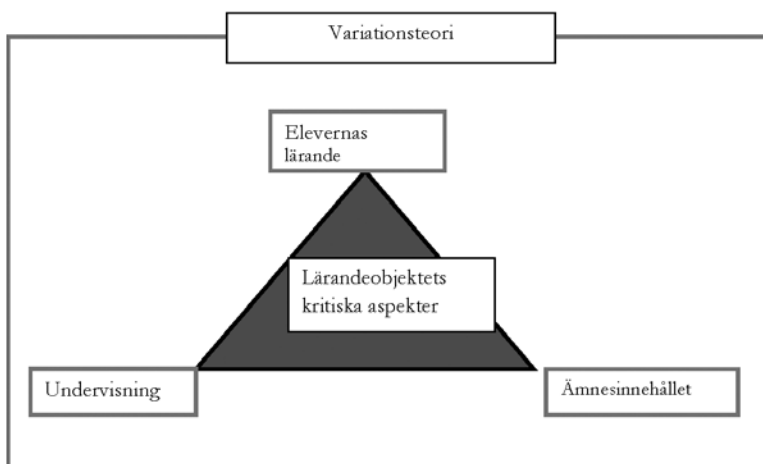 Variationsteori
Elevernas
lärande
Lärandeobjektets
kritiska aspekter
Undervisning
Ämnesinnehållet